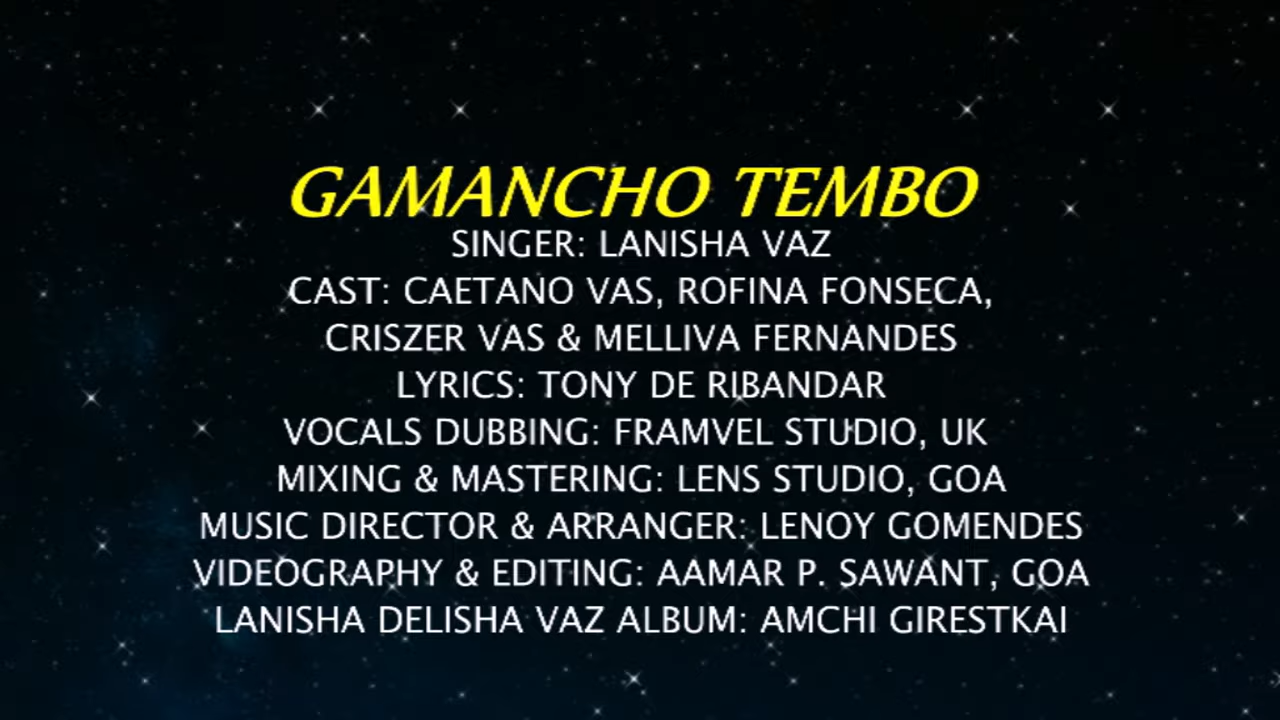 GAMANCHO TEMBO
SINGER: LANISHA VAZ
CAST: CAETANO VAS, ROFINA FONSECA,
CRISZER VAS & MELLIVA FERNANDES
LYRICS: TONY DE RIBANDAR
VOCALS DUBBING: FRAMVEL STUDIO, UK
MIXING & MASTERING: LENS STUDIO, GOA
MUSIC DIRECTOR & ARRANGER: LENOY GOMENDES
VIDEOGRAPHY & EDITING: AAMAR P. SAWANT, GOA
LANISHA DELISHA VAZ ALBUM: AMCHI GIRESTKAI